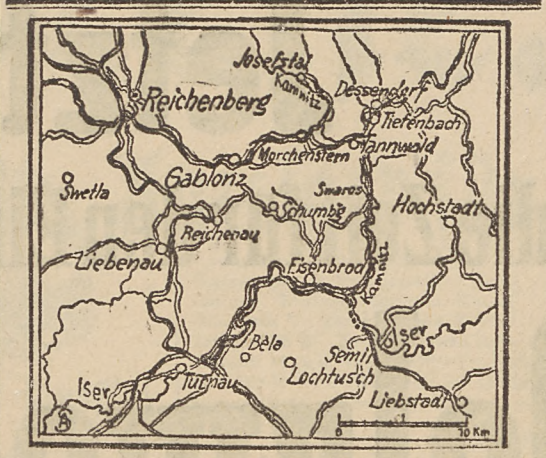 Josefstal
Kamnitz
Dessendorf
Reichenberg
Tiefenbach
Tannwald
Morchenstern
Gablonz
Swetla
Smaros
Schumbg
Hochstadt
Reichenau
Liebenau
Eisenbrod
Kamnitz
Iser
Běla
Semil
Lochtusch
Turnau
Iser
Liebstadt
0 10 Km